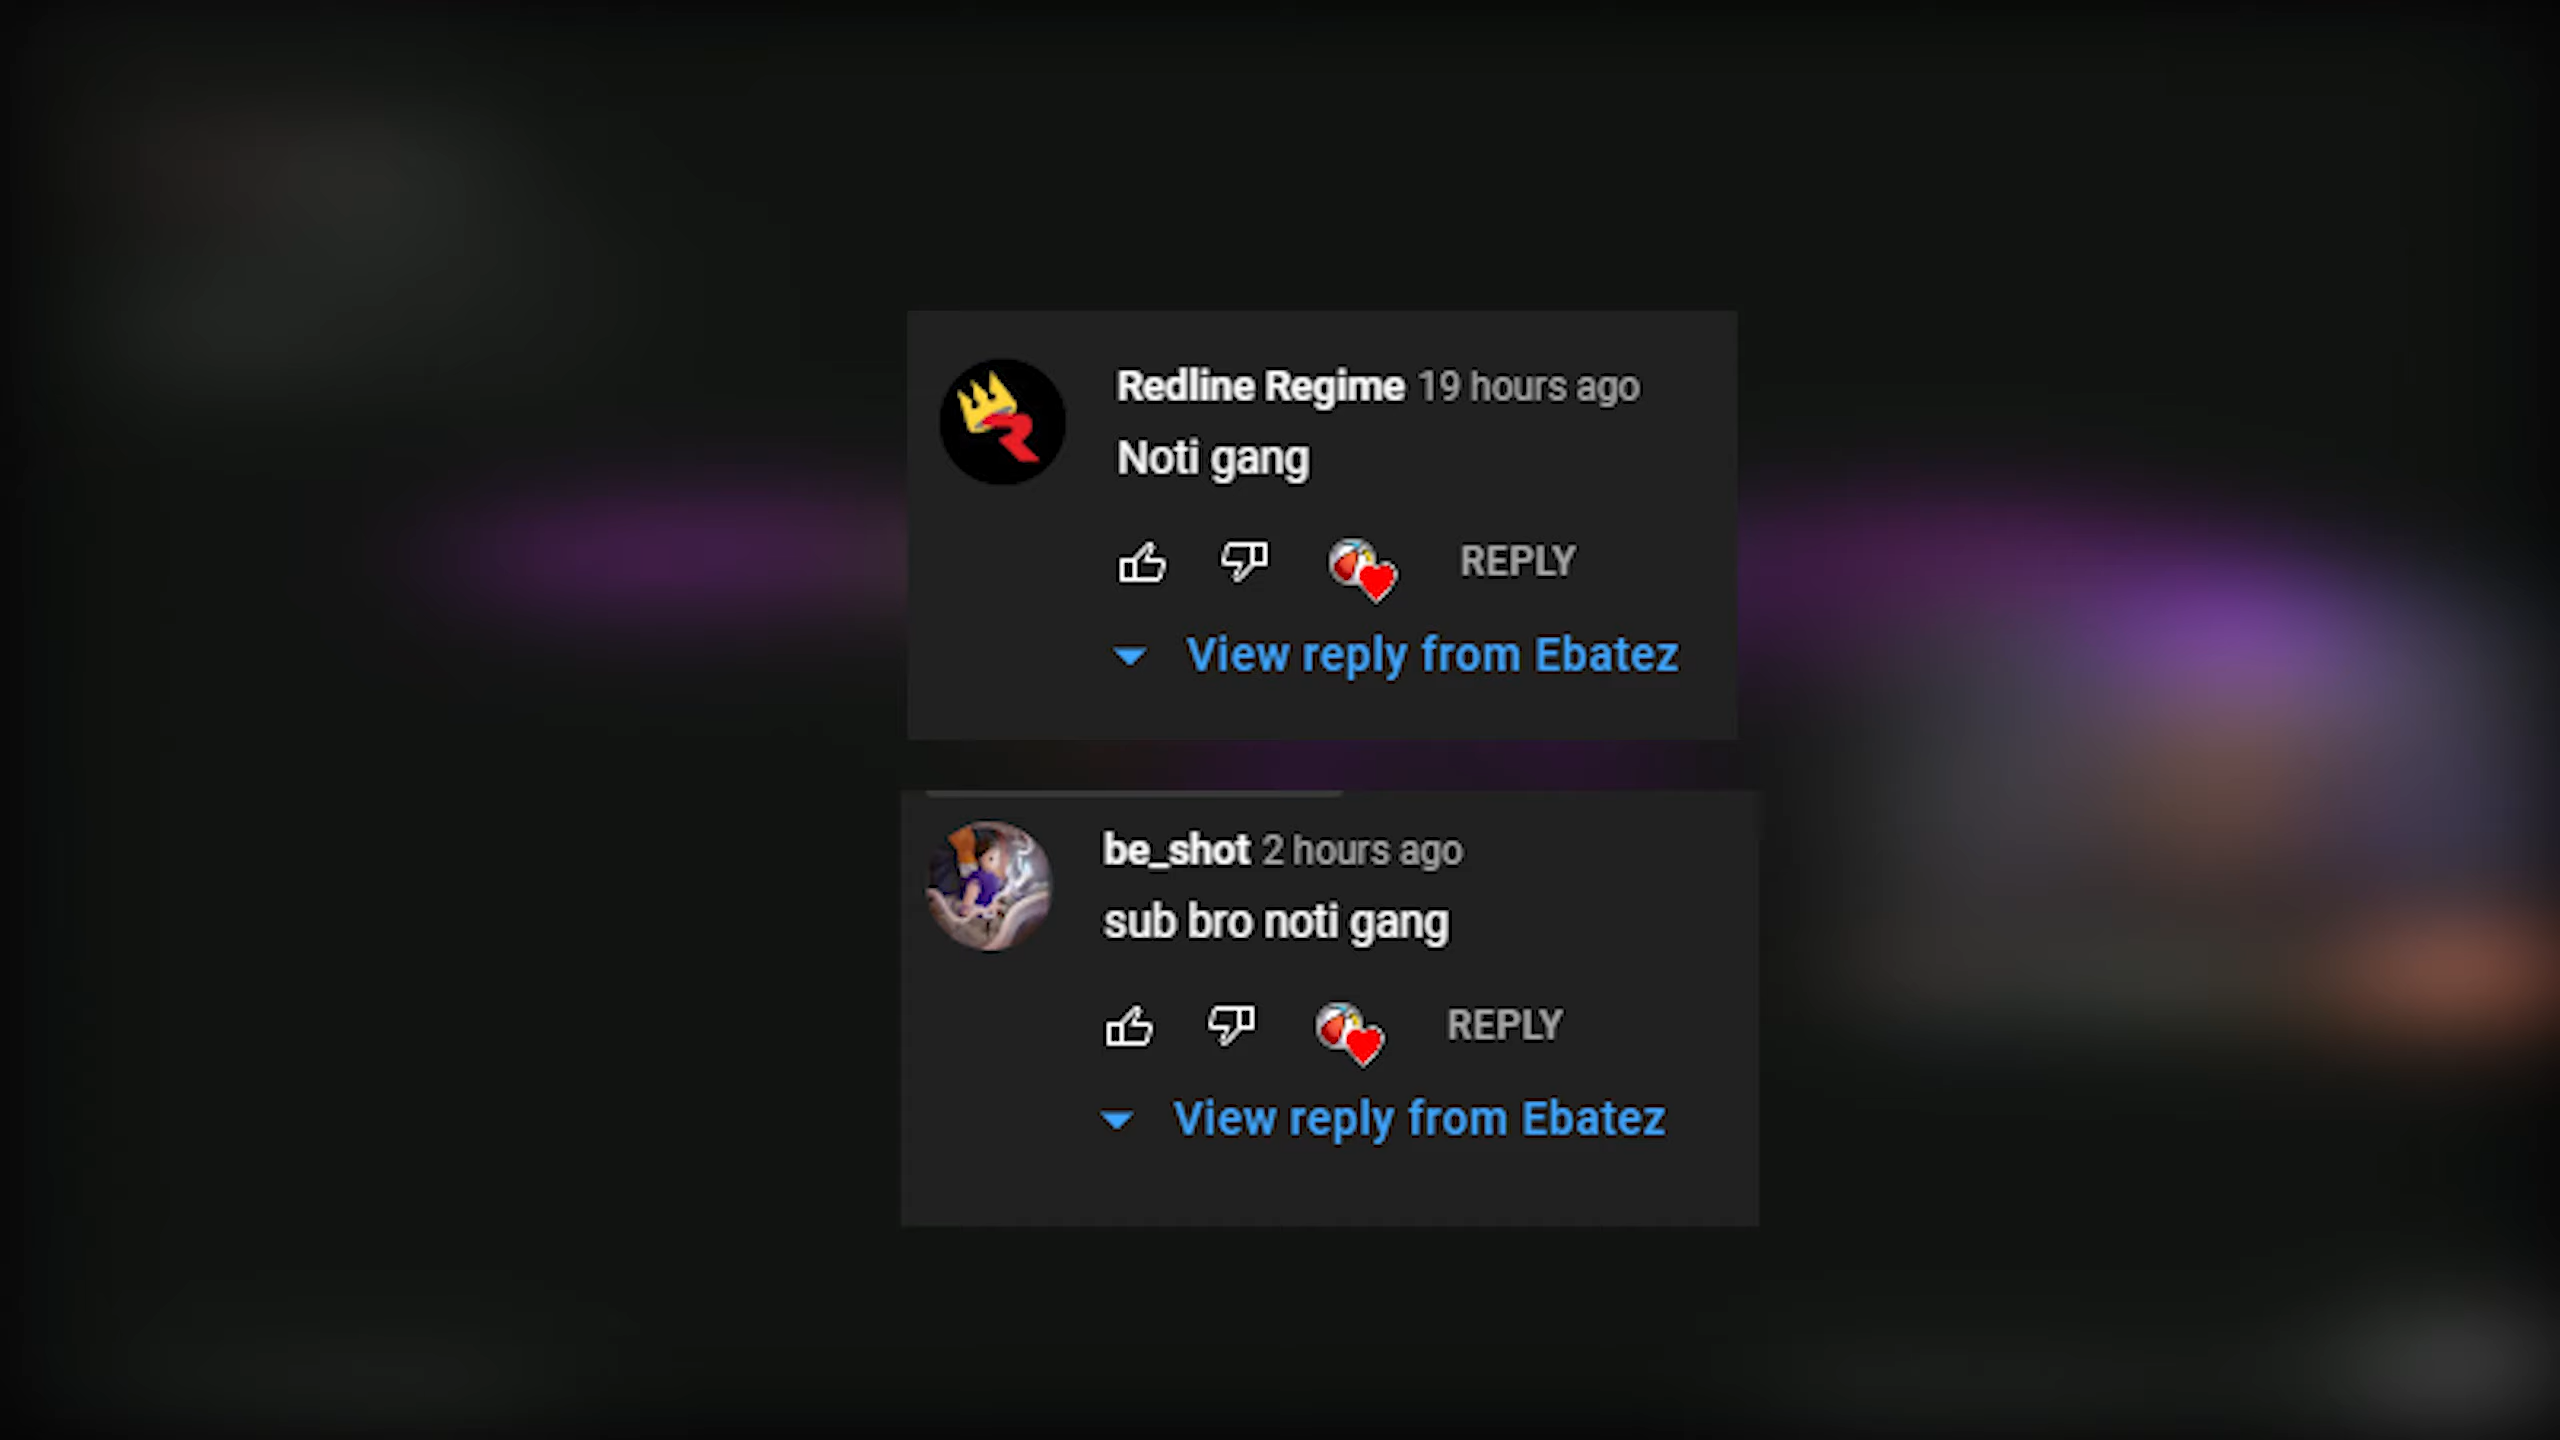 Redline Regime 19 hours ago
Noti gang
REPLY
View reply from Ebatez
be_shot 2 hours ago
sub bro noti gang
REPLY
View reply from Ebatez